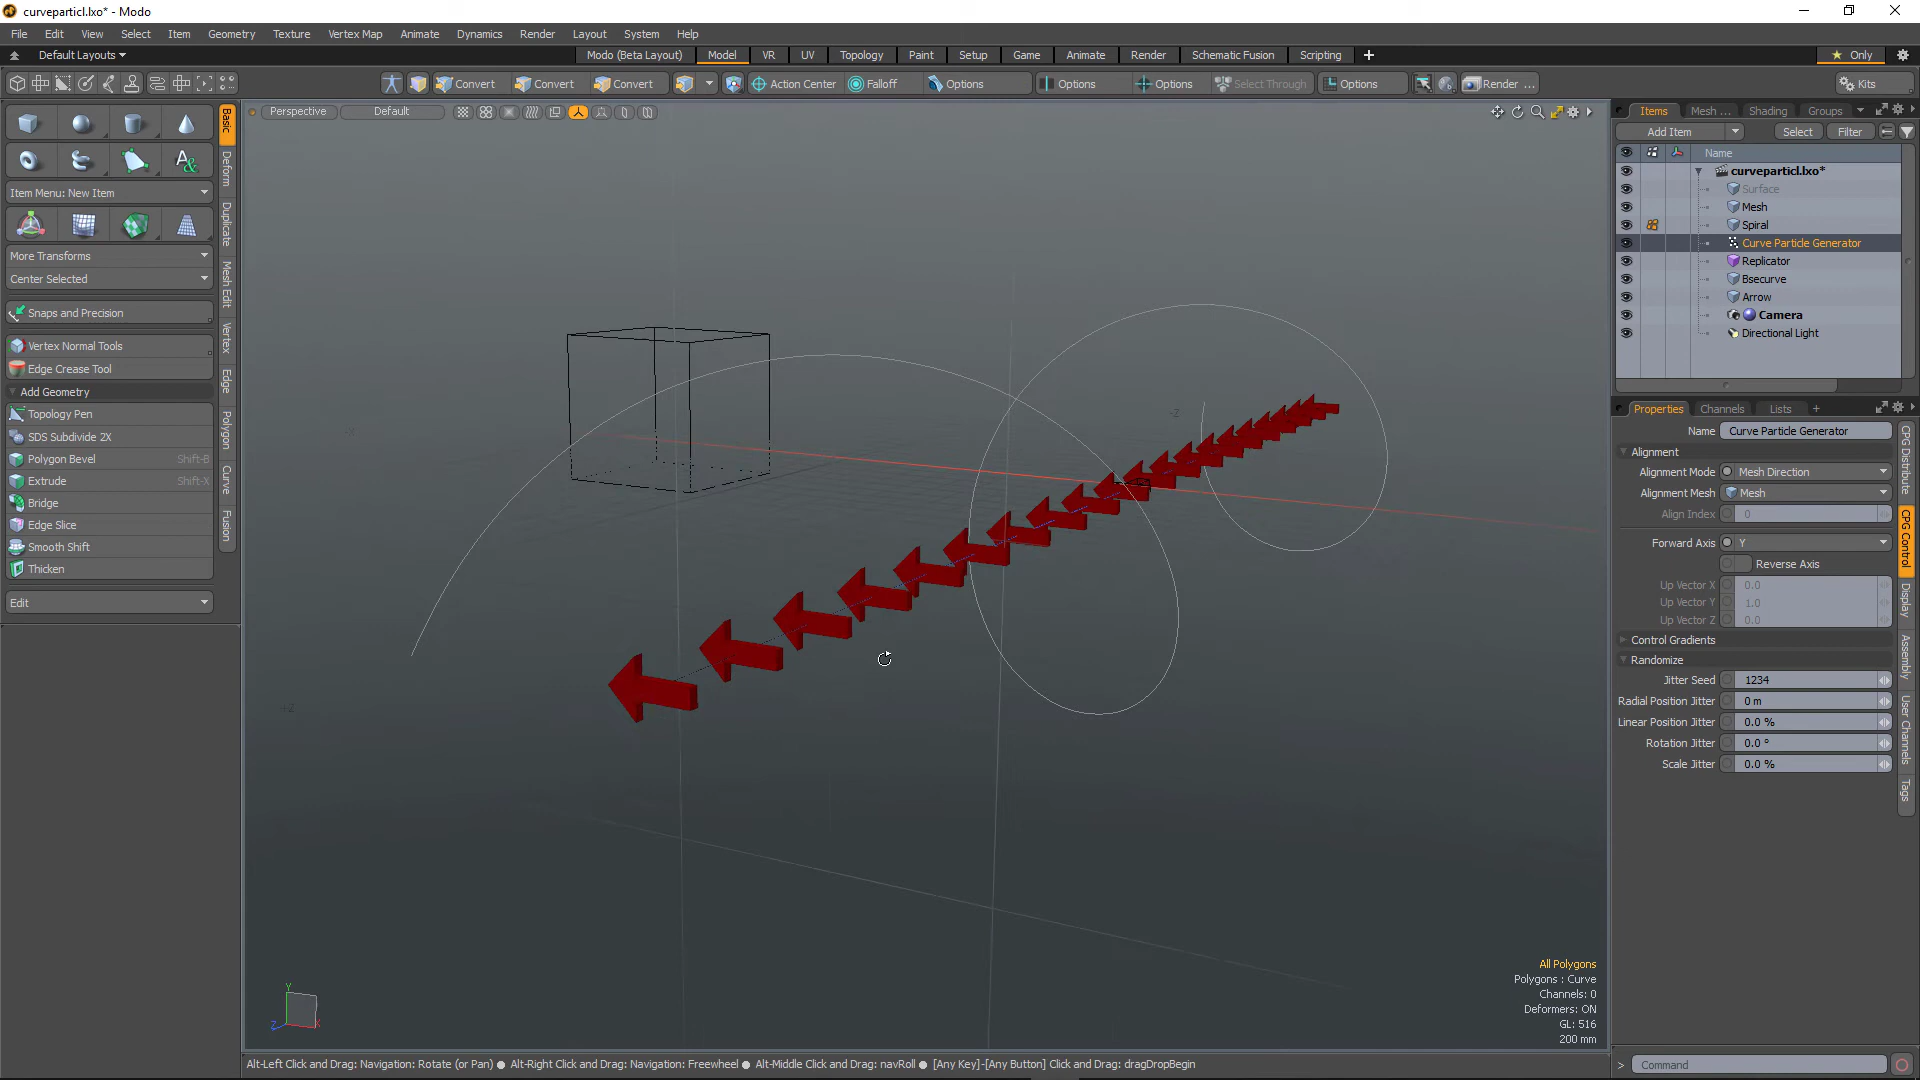 curveparticl.lxo* - Modo
File Edit View Select Item Geometry Texture Vertex Map Animate Dynamics Render Layout System Help
Default Layouts Modo (Beta Layout) Model VR UV Topology Paint Setup Game Animate Render Schematic Fusion Scripting Only
Convert Convert Convert Action Center Falloff Options Options Options Select Through Options Render ... Kits
Perspective Default
Basic
Deform
Duplicate
Mesh Edit
Vertex
Edge
Polygon
Curve
Fusion
Item Menu: New Item
More Transforms
Center Selected
Snaps and Precision
Vertex Normal Tools
Edge Crease Tool
Add Geometry
Topology Pen
SDS Subdivide 2X
Polygon Bevel Shift-B
Extrude Shift-X
Bridge
Edge Slice
Smooth Shift
Thicken
Edit
-X
-Z
+Z
Y
Z
X
All Polygons
Polygons : Curve
Channels: 0
Deformers: ON
GL: 516
200 mm
Alt-Left Click and Drag: Navigation: Rotate (or Pan) ● Alt-Right Click and Drag: Navigation: Freewheel ● Alt-Middle Click and Drag: navRoll ● [Any Key]-[Any Button] Click and Drag: dragDropBegin
Items Mesh ... Shading Groups
Add Item Select Filter
Name
curveparticl.lxo*
Surface
Mesh
Spiral
Curve Particle Generator
Replicator
Bsecurve
Arrow
Camera
Directional Light
Properties Channels Lists +
Name Curve Particle Generator
Alignment
Alignment Mode Mesh Direction
Alignment Mesh Mesh
Align Index 0
Forward Axis Y
Reverse Axis
Up Vector X 0.0
Up Vector Y 1.0
Up Vector Z 0.0
Control Gradients
Randomize
Jitter Seed 1234
Radial Position Jitter 0 m
Linear Position Jitter 0.0 %
Rotation Jitter 0.0 °
Scale Jitter 0.0 %
CPG Distribute
CPG Control
Display
Assembly
User Channels
Tags
> Command